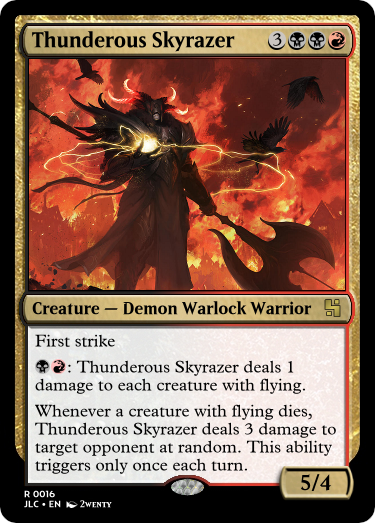 Thunderous Skyrazer 3
Creature — Demon Warlock Warrior
First strike
: Thunderous Skyrazer deals 1
damage to each creature with flying.
Whenever a creature with flying dies,
Thunderous Skyrazer deals 3 damage to
target opponent at random. This ability
triggers only once each turn.
5/4
R 0016
JLC • EN 2WENTY